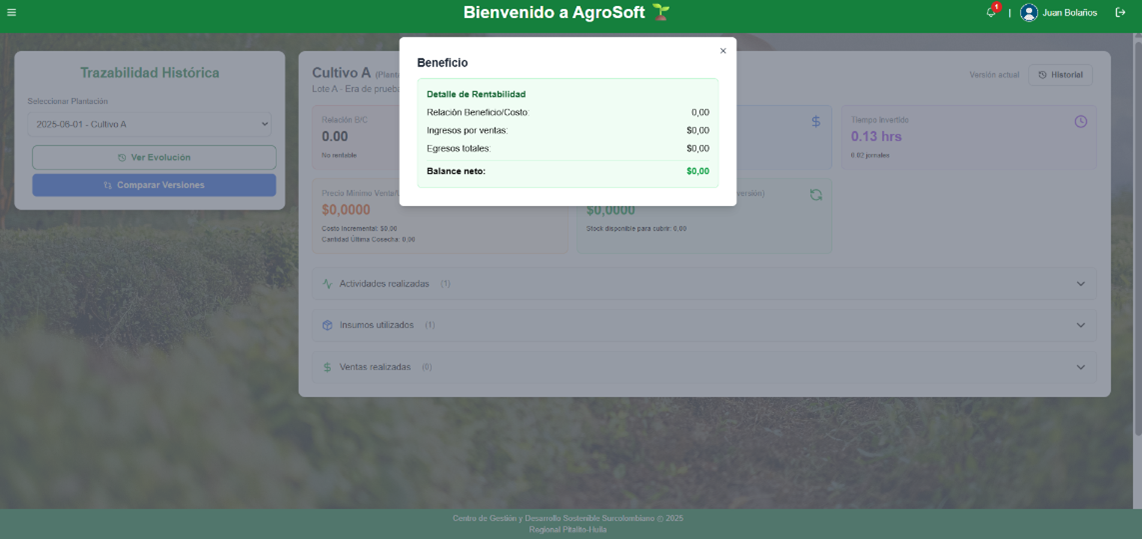 Bienvenido a AgroSoft
1
|
Juan Bolaños
Trazabilidad Histórica
Seleccionar Plantación
2025-06-01 - Cultivo A
Ver Evolución
Comparar Versiones
Cultivo A (Planta
Lote A - Era de prueba
Versión actual
Historial
Relación B/C
0.00
No rentable
Tiempo Invertido
0.13 hrs
0.02 jornales
Beneficio
×
Detalle de Rentabilidad
Relación Beneficio/Costo: 0,00
Ingresos por ventas: $0,00
Egresos totales: $0,00
Balance neto: $0,00
Precio Mínimo Venta/
$0,0000
Costo Incremental: $0.00
Cantidad Última Cosecha: 0.00
$0,0000
Stock disponible para cubrir: 0.00
Actividades realizadas (1)
Insumos utilizados (1)
Ventas realizadas (0)
Centro de Gestión y Desarrollo Sostenible Surcolombiano © 2025
Regional Pitalito-Huila